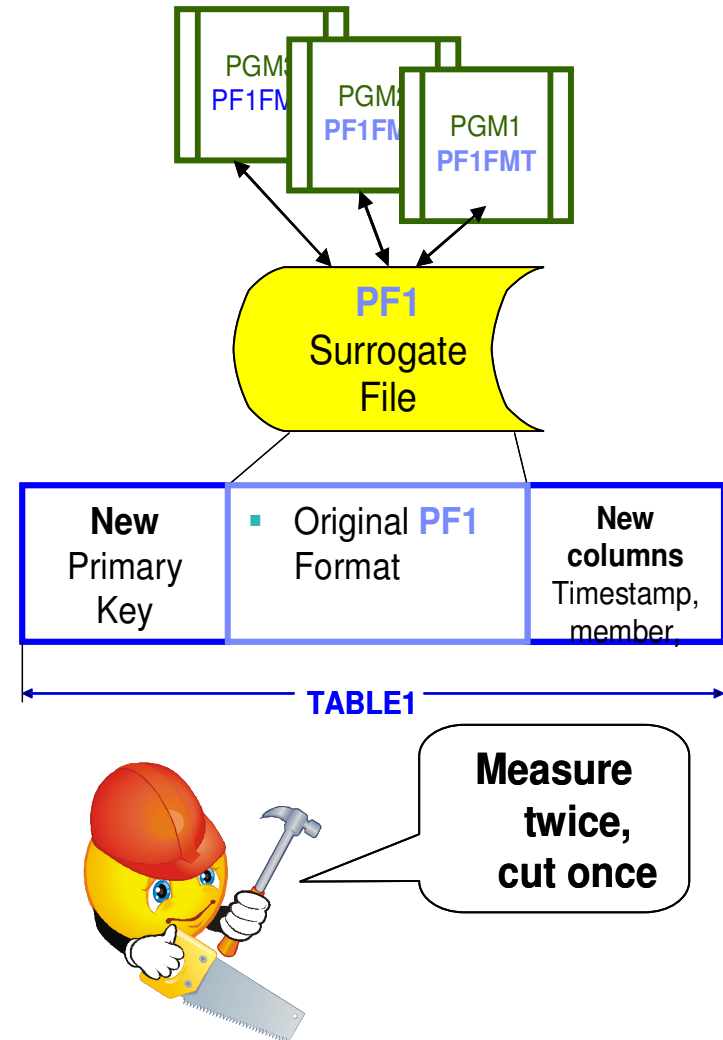 PGM3
PF1FM
PGM2
PF1FM
PGM1
PF1FMT
PF1
Surrogate
File
New
Primary
Key
▪ Original PF1
Format
New
columns
Timestamp,
member,
TABLE1
Measure
twice,
cut once